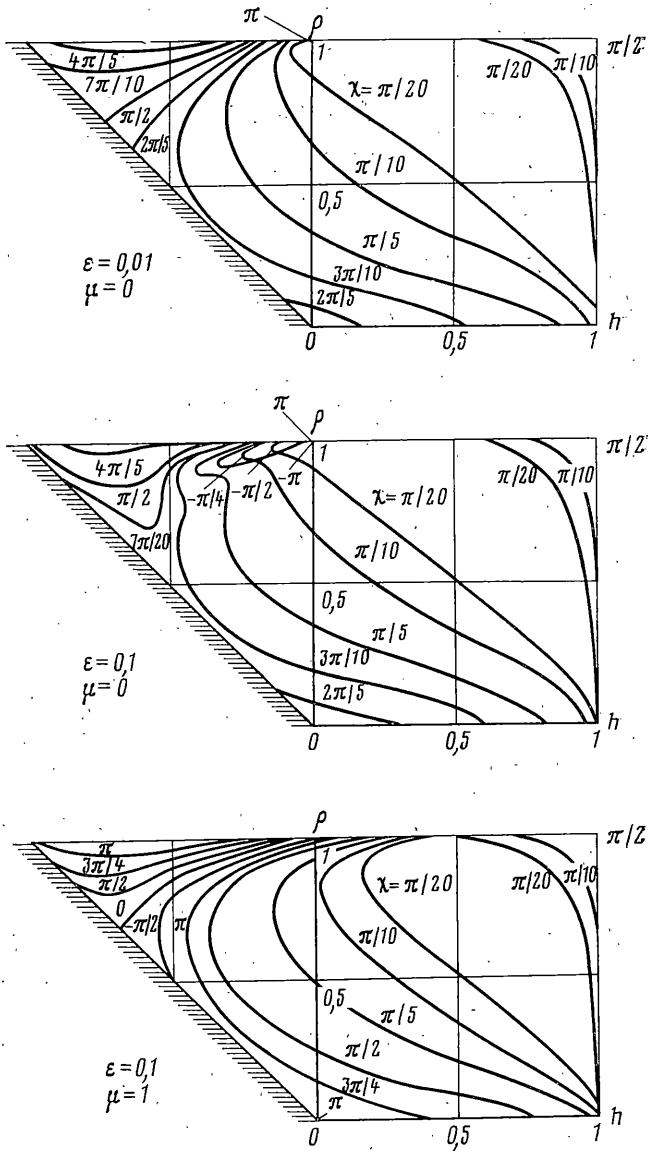 π ρ
4π/5 1 π/20 π/10 π/2
7π/10 χ=π/20
π/2
2π/5 π/10
0,5
π/5
ε=0,01 3π/10
μ=0 2π/5
0 0,5 1 h
π ρ
4π/5 1 π/20 π/10 π/2
π/2 -π/4 -π/2 -π χ=π/20
7π/20 π/10
0,5
π/5
ε=0,1 3π/10
μ=0 2π/5
0 0,5 1 h
ρ
π 1 π/2
3π/4 χ=π/20 π/20 π/10
π/2
0 -π/2 π π/10
0,5 π/5
π/2
ε=0,1 3π/4
μ=1 π
0 0,5 1 h